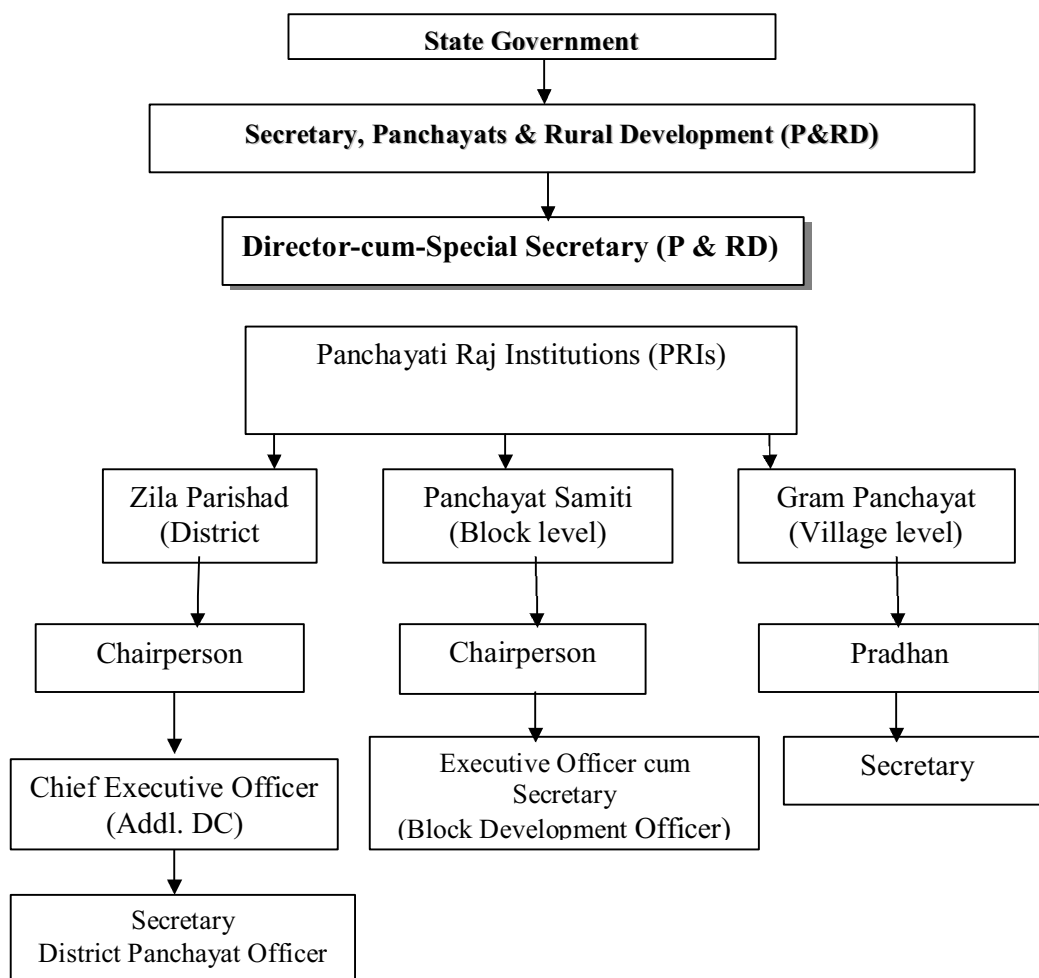 State Government
Secretary, Panchayats & Rural Development (P&RD)
Director-cum-Special Secretary (P & RD)
Panchayati Raj Institutions (PRIs)
Zila Parishad
(District
Panchayat Samiti
(Block level)
Gram Panchayat
(Village level)
Chairperson
Chairperson
Pradhan
Chief Executive Officer
(Addl. DC)
Executive Officer cum
Secretary
(Block Development Officer)
Secretary
Secretary
District Panchayat Officer